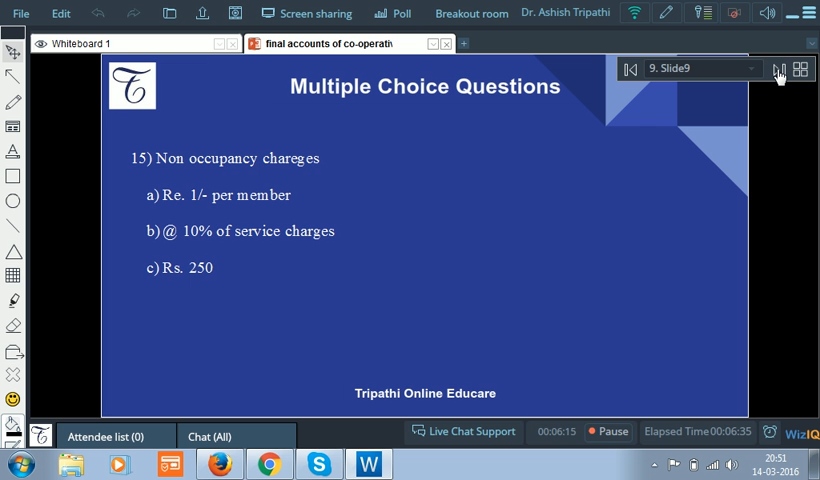 File Edit Screen sharing Poll Breakout room Dr. Ashish Tripathi
Whiteboard 1 final accounts of co-operativ
9. Slide9
Multiple Choice Questions
15) Non occupancy chareges
a) Re. 1/- per member
b) @ 10% of service charges
c) Rs. 250
Tripathi Online Educare
Attendee list (0) Chat (All) Live Chat Support 00:06:15 Pause Elapsed Time 00:06:35 WizIQ
20:51
14-03-2016